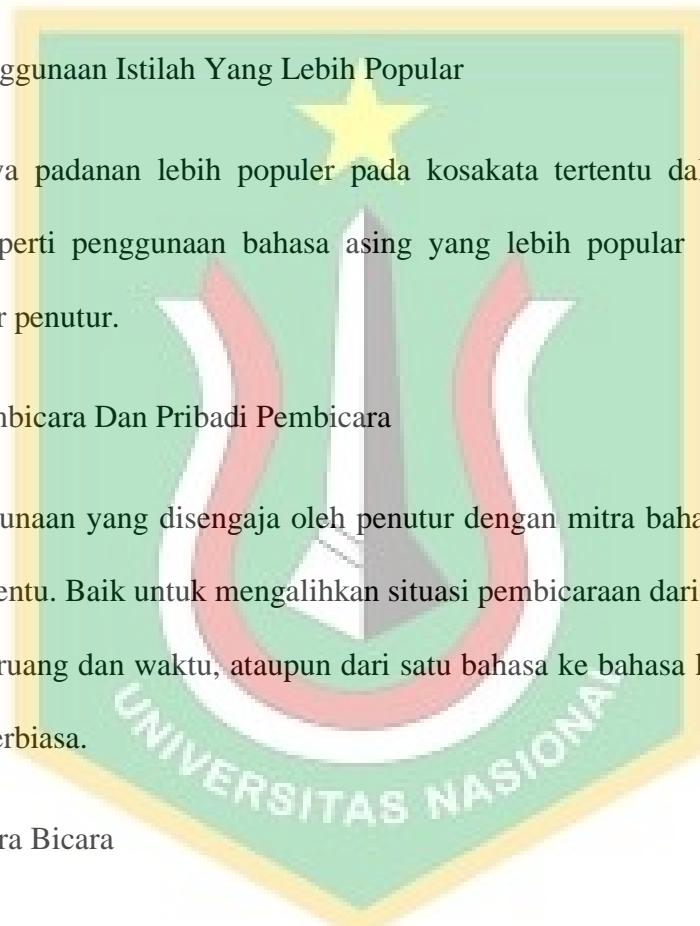 ggunaan Istilah Yang Lebih Popular
a padanan lebih populer pada kosakata tertentu
perti penggunaan bahasa asing yang lebih popular
r penutur.
bicara Dan Pribadi Pembicara
unaan yang disengaja oleh penutur dengan mitra
entu. Baik untuk mengalihkan situasi pembicaraan dari
ruang dan waktu, ataupun dari satu bahasa ke bahasa
erbiasa.
ra Bicara
UNIVERSITAS NASIONAL